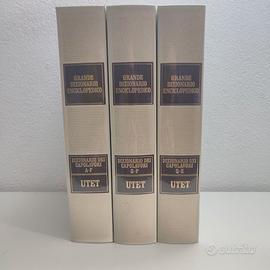 GRANDE
DIZIONARIO
ENCICLOPEDICO
DIZIONARIO DEI
CAPOLAVORI
A-F
UTET
GRANDE
DIZIONARIO
ENCICLOPEDICO
DIZIONARIO DEI
CAPOLAVORI
G-P
UTET
GRANDE
DIZIONARIO
ENCICLOPEDICO
DIZIONARIO DEI
CAPOLAVORI
Q-Z
UTET
subito